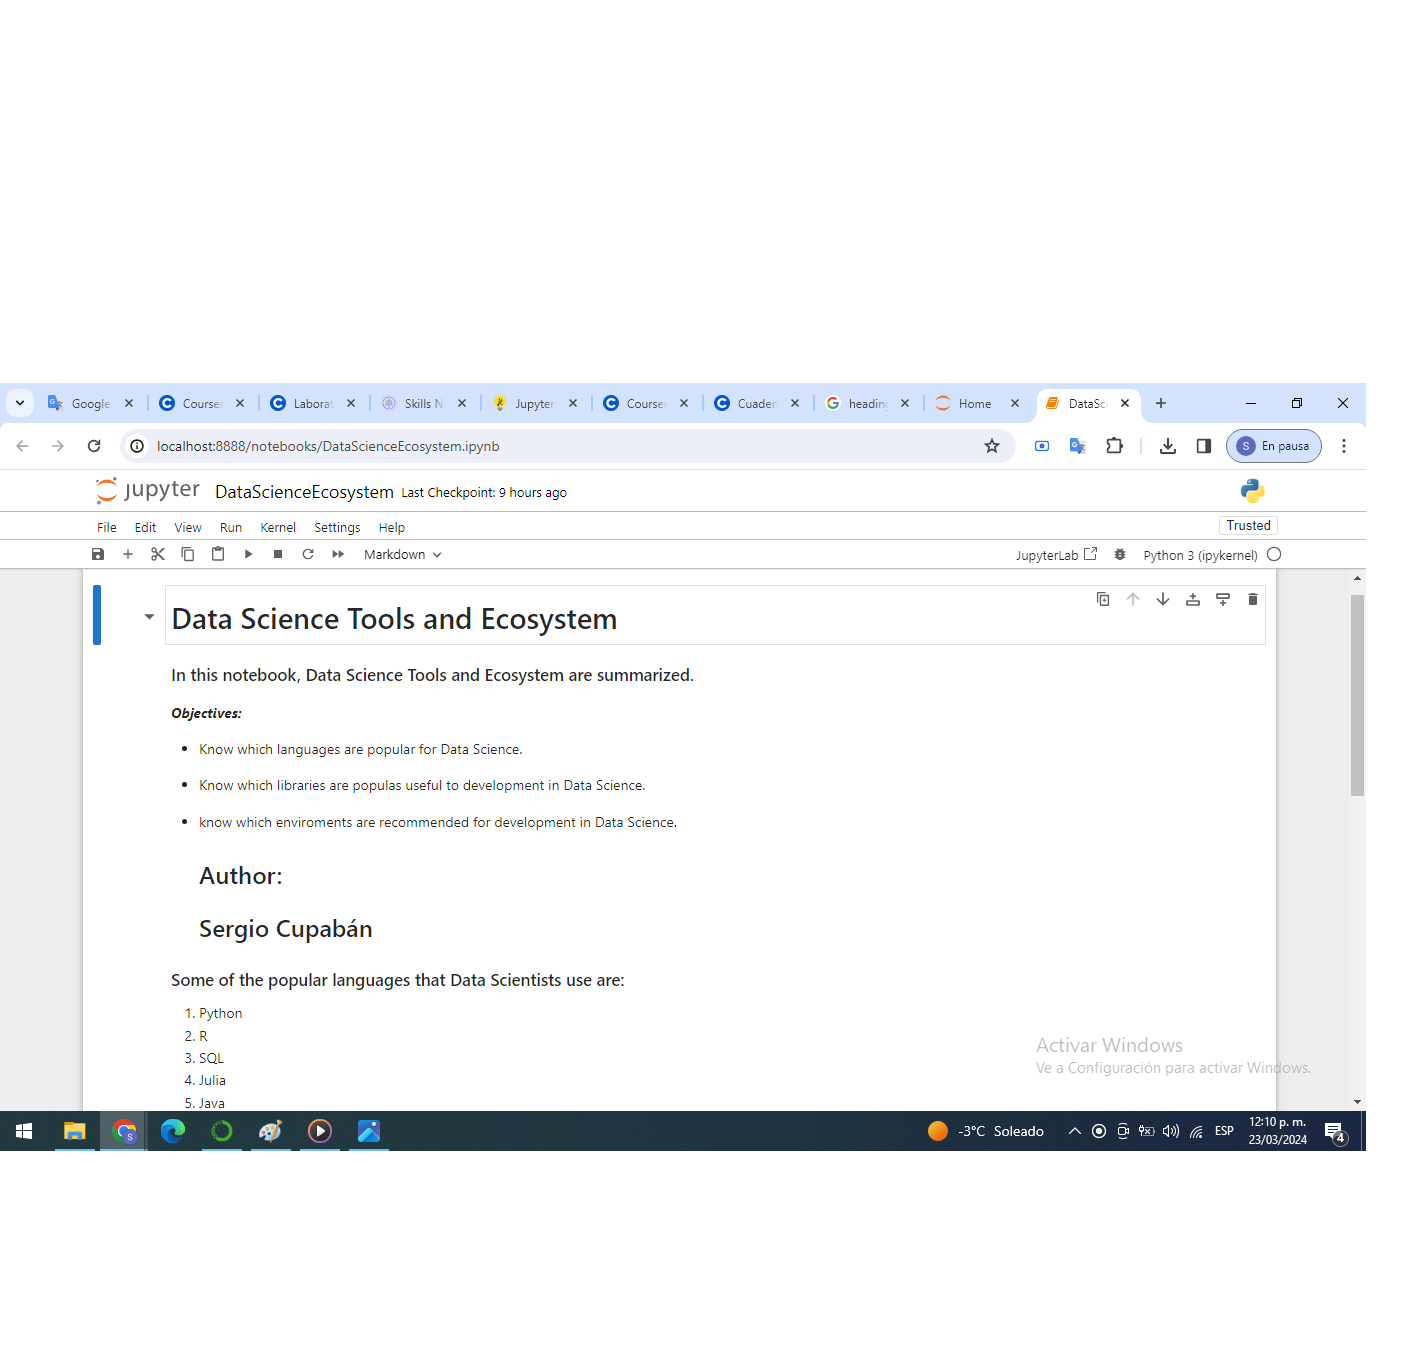 Google
Course
Laborat
Skills N
Jupyter
Course
Cuader
heading
Home
DataSci
localhost:8888/notebooks/DataScienceEcosystem.ipynb
S En pausa
jupyter DataScienceEcosystem Last Checkpoint: 9 hours ago
File Edit View Run Kernel Settings Help
Trusted
Markdown
JupyterLab
Python 3 (ipykernel)
Data Science Tools and Ecosystem
In this notebook, Data Science Tools and Ecosystem are summarized.
Objectives:
Know which languages are popular for Data Science.
Know which libraries are populas useful to development in Data Science.
know which enviroments are recommended for development in Data Science.
Author:
Sergio Cupabán
Some of the popular languages that Data Scientists use are:
1. Python
2. R
3. SQL
4. Julia
5. Java
Activar Windows
Ve a Configuración para activar Windows.
-3°C Soleado
ESP
12:10 p. m.
23/03/2024
4